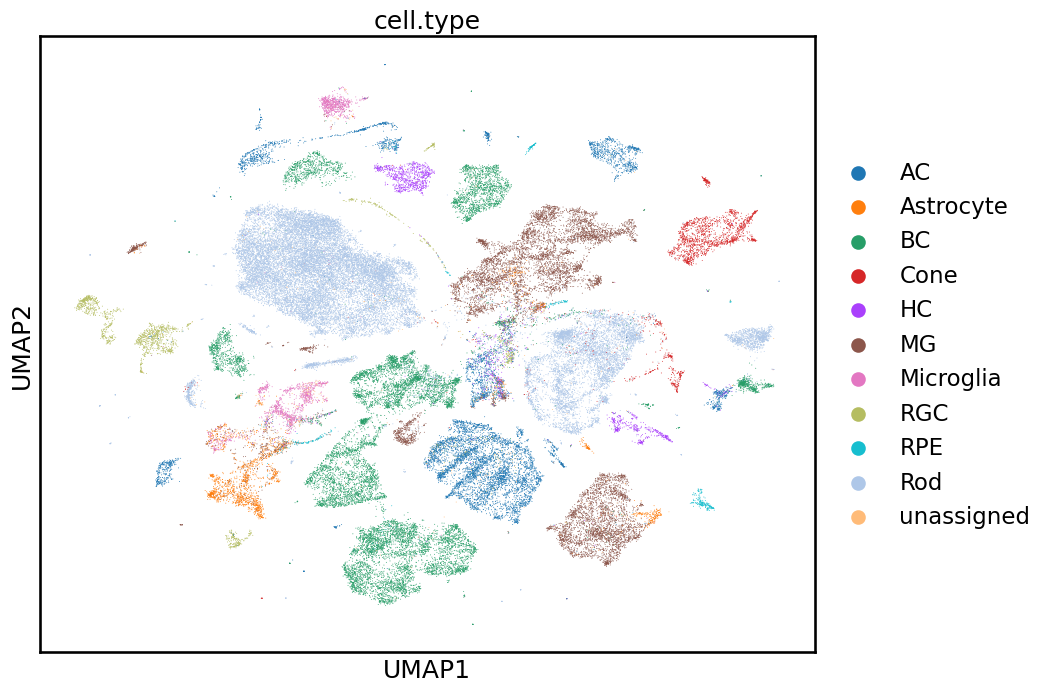 cell.type
UMAP2
UMAP1
AC
Astrocyte
BC
Cone
HC
MG
Microglia
RGC
RPE
Rod
unassigned